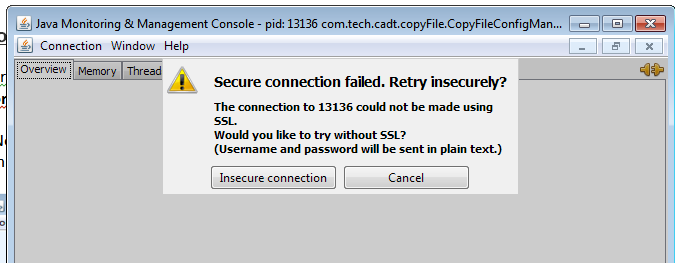 Java Monitoring & Management Console - pid: 13136 com.tech.cadt.copyFile.CopyFileConfigMan...
Connection Window Help
Overview Memory Thread
Secure connection failed. Retry insecurely?
The connection to 13136 could not be made using
SSL.
Would you like to try without SSL?
(Username and password will be sent in plain text.)
Insecure connection Cancel